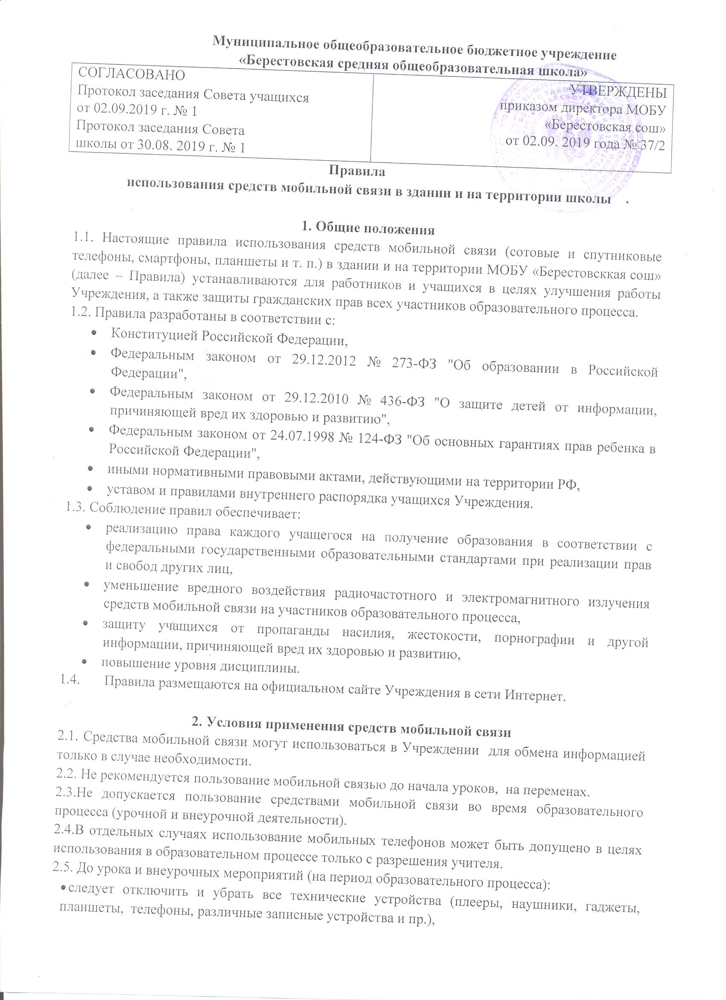 Муниципальное общеобразовательное бюджетное учреждение
«Берестовская средняя общеобразовательная школа»
СОГЛАСОВАНО
Протокол заседания Совета учащихся
от 02.09.2019 г. № 1
Протокол заседания Совета
школы от 30.08. 2019 г. № 1
УТВЕРЖДЕНЫ
приказом директора МОБУ
«Берестовская сош»
от 02.09. 2019 года № 37/2
Правила
использования средств мобильной связи в здании и на территории школы
1. Общие положения
1.1. Настоящие правила использования средств мобильной связи (сотовые и спутниковые
телефоны, смартфоны, планшеты и т. п.) в здании и на территории МОБУ «Берестовсккая сош»
(далее – Правила) устанавливаются для работников и учащихся в целях улучшения работы
Учреждения, а также защиты гражданских прав всех участников образовательного процесса.
1.2. Правила разработаны в соответствии с:
• Конституцией Российской Федерации,
• Федеральным законом от 29.12.2012 № 273-ФЗ "Об образовании в Российской
Федерации",
• Федеральным законом от 29.12.2010 № 436-ФЗ "О защите детей от информации,
причиняющей вред их здоровью и развитию",
• Федеральным законом от 24.07.1998 № 124-ФЗ "Об основных гарантиях прав ребенка в
Российской Федерации",
• иными нормативными правовыми актами, действующими на территории РФ,
• уставом и правилами внутреннего распорядка учащихся Учреждения.
1.3. Соблюдение правил обеспечивает:
• реализацию права каждого учащегося на получение образования в соответствии с
федеральными государственными образовательными стандартами при реализации прав
и свобод других лиц,
• уменьшение вредного воздействия радиочастотного и электромагнитного излучения
средств мобильной связи на участников образовательного процесса,
• защиту учащихся от пропаганды насилия, жестокости, порнографии и другой
информации, причиняющей вред их здоровью и развитию,
• повышение уровня дисциплины.
1.4. Правила размещаются на официальном сайте Учреждения в сети Интернет.
2. Условия применения средств мобильной связи
2.1. Средства мобильной связи могут использоваться в Учреждении для обмена информацией
только в случае необходимости.
2.2. Не рекомендуется пользование мобильной связью до начала уроков, на переменах.
2.3.Не допускается пользование средствами мобильной связи во время образовательного
процесса (урочной и внеурочной деятельности).
2.4.В отдельных случаях использование мобильных телефонов может быть допущено в целях
использования в образовательном процессе только с разрешения учителя.
2.5. До урока и внеурочных мероприятий (на период образовательного процесса):
•следует отключить и убрать все технические устройства (плееры, наушники, гаджеты,
планшеты, телефоны, различные записные устройства и пр.),